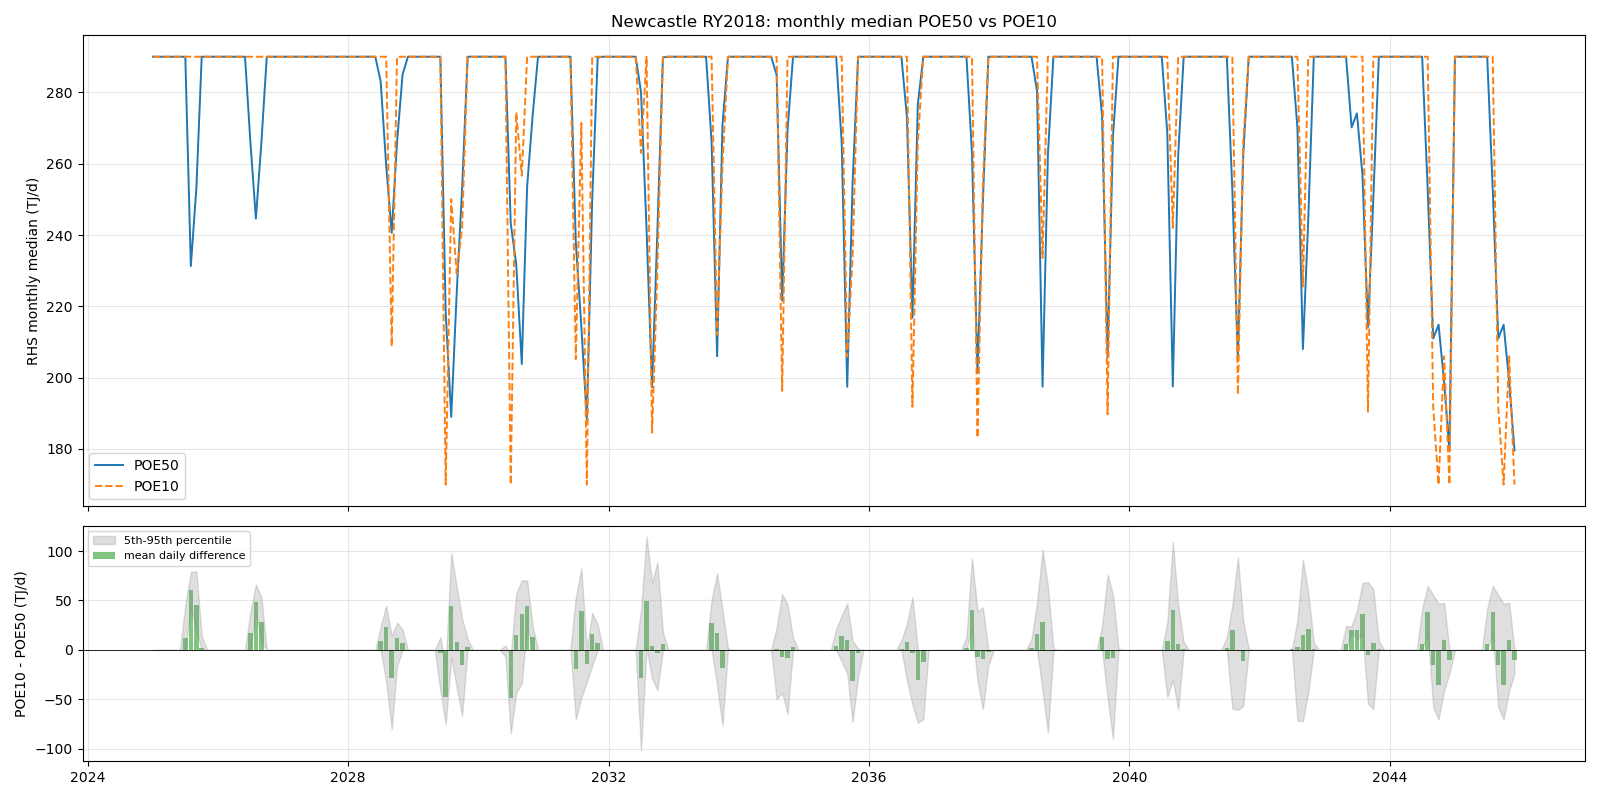 Newcastle RY2018: monthly median POE50 vs POE10
RHS monthly median (TJ/d)
280
260
240
220
200
180
POE50
POE10
POE10 - POE50 (TJ/d)
100
50
0
−50
−100
5th-95th percentile
mean daily difference
2024 2028 2032 2036 2040 2044